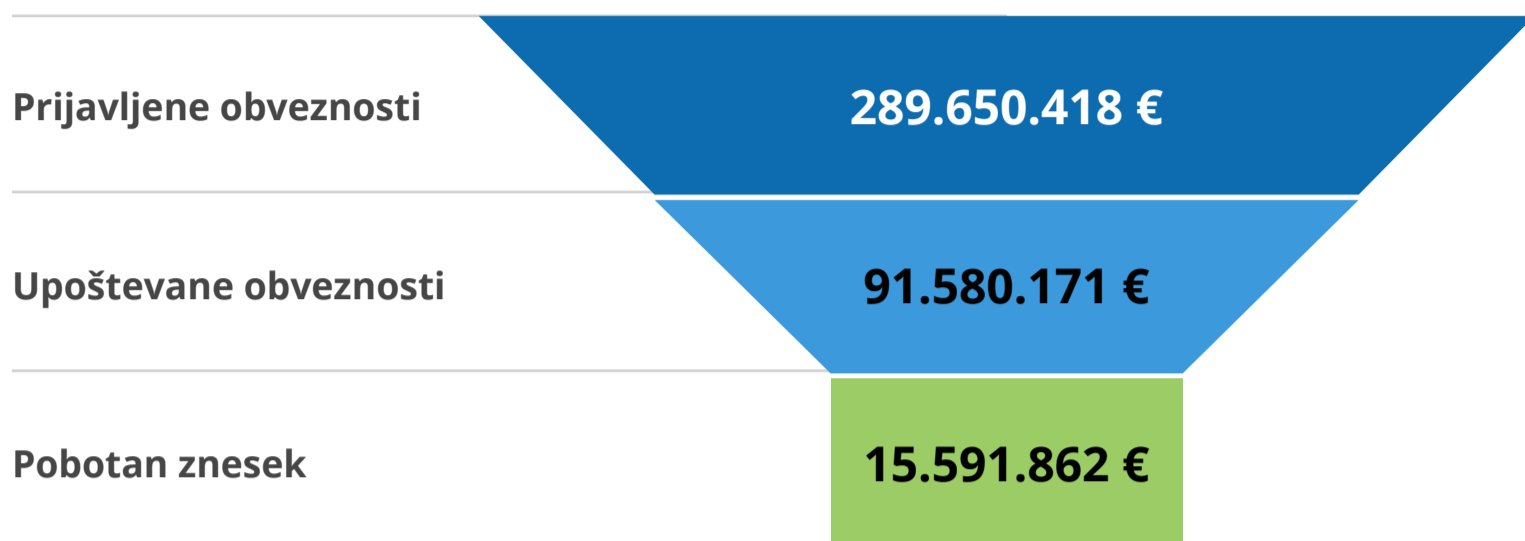 Prijavljene obveznosti 289.650.418 €
Upoštevane obveznosti 91.580.171 €
Pobotan znesek 15.591.862 €